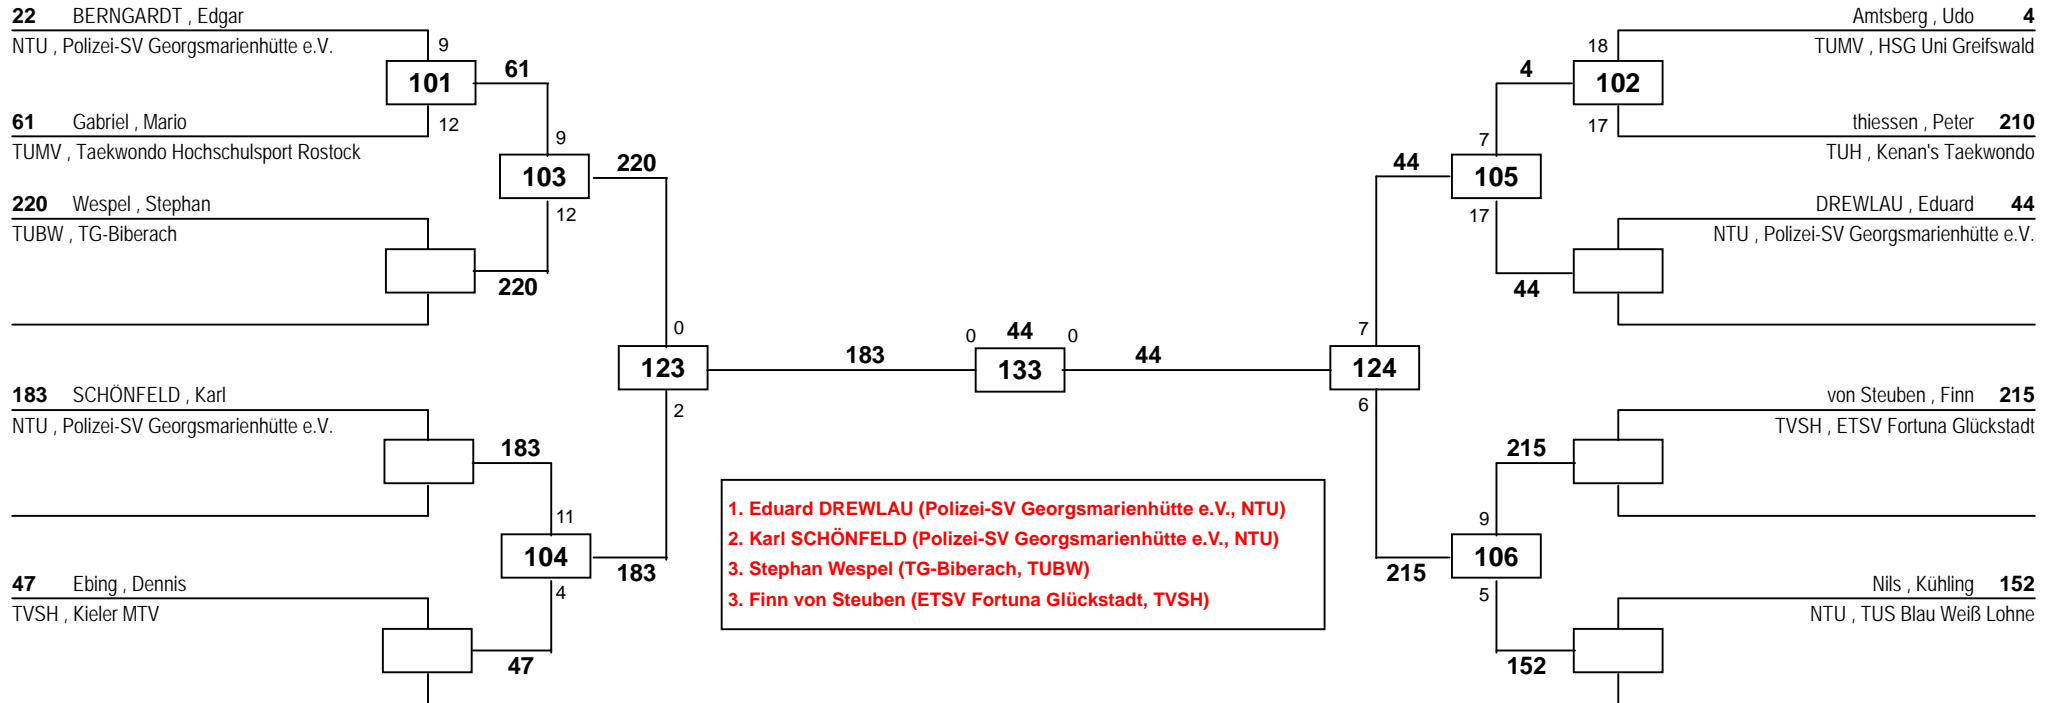 22 BERNGARDT , Edgar
NTU , Polizei-SV Georgsmarienhütte e.V.
9
101
61
12
61 Gabriel , Mario
TUMV , Taekwondo Hochschulsport Rostock
9
103
220
12
220 Wespel , Stephan
TUBW , TG-Biberach
220
0
123
183
2
183 SCHÖNFELD , Karl
NTU , Polizei-SV Georgsmarienhütte e.V.
183
11
104
183
4
47 Ebing , Dennis
TVSH , Kieler MTV
47
0 44 0
133
44
Amtsberg , Udo 4
TUMV , HSG Uni Greifswald
18
4
102
17
thiessen , Peter 210
TUH , Kenan's Taekwondo
7
44
105
17
DREWLAU , Eduard 44
NTU , Polizei-SV Georgsmarienhütte e.V.
44
7
124
6
von Steuben , Finn 215
TVSH , ETSV Fortuna Glückstadt
215
9
106
215
5
Nils , Kühling 152
NTU , TUS Blau Weiß Lohne
152
1. Eduard DREWLAU (Polizei-SV Georgsmarienhütte e.V., NTU)
2. Karl SCHÖNFELD (Polizei-SV Georgsmarienhütte e.V., NTU)
3. Stephan Wespel (TG-Biberach, TUBW)
3. Finn von Steuben (ETSV Fortuna Glückstadt, TVSH)